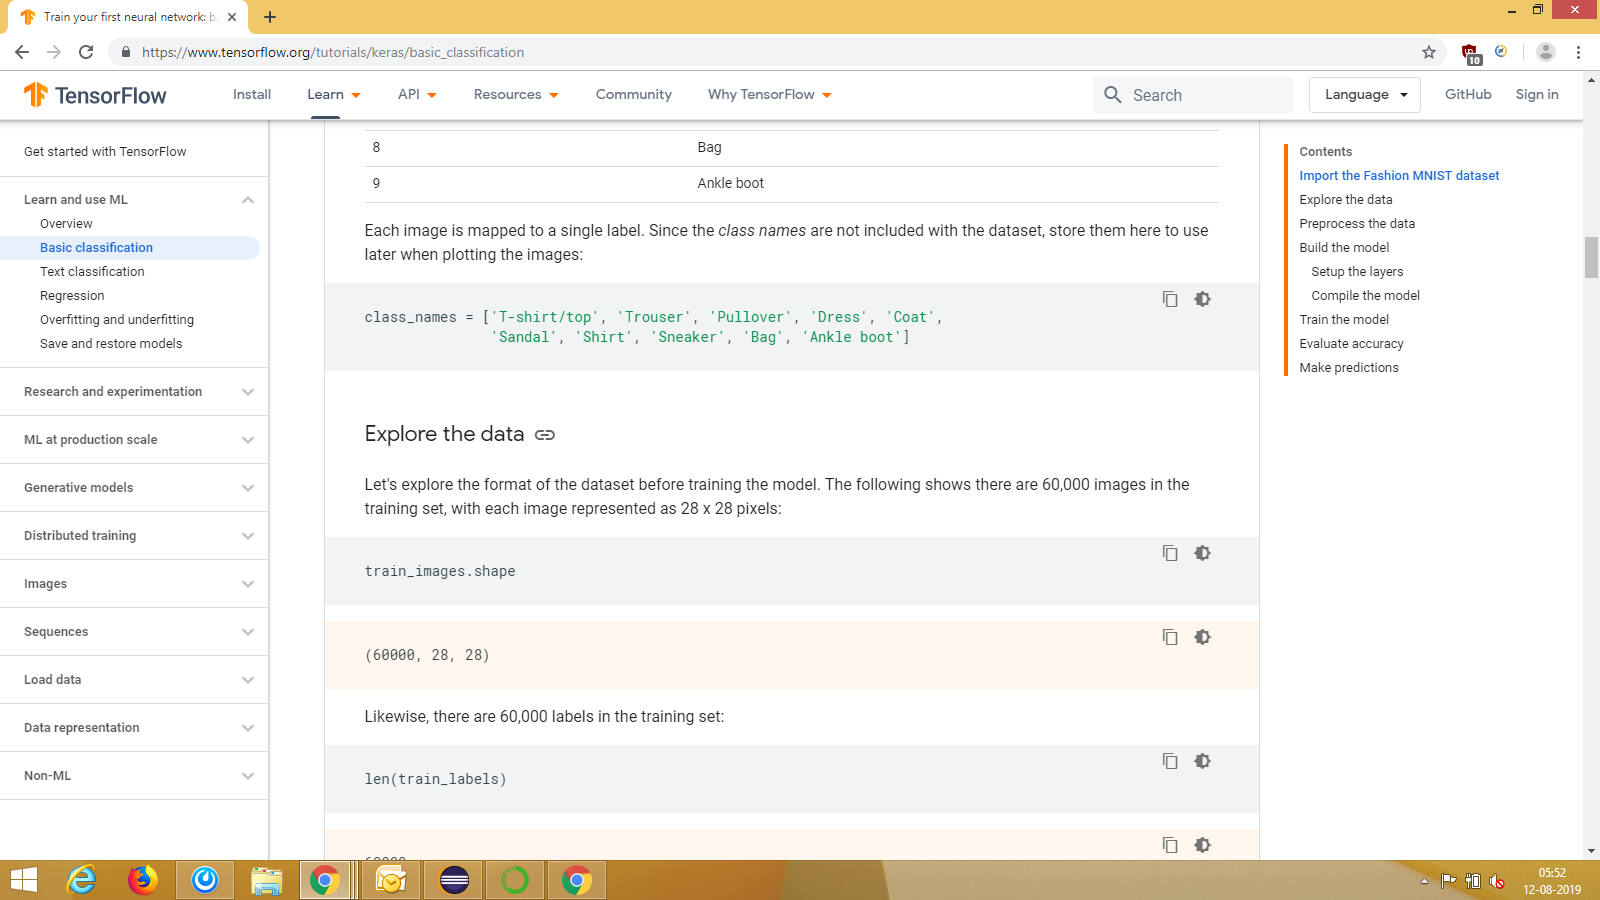 Train your first neural network: b
https://www.tensorflow.org/tutorials/keras/basic_classification
10
TensorFlow
Install
Learn
API
Resources
Community
Why TensorFlow
Search
Language
GitHub
Sign in
Get started with TensorFlow
Learn and use ML
Overview
Basic classification
Text classification
Regression
Overfitting and underfitting
Save and restore models
Research and experimentation
ML at production scale
Generative models
Distributed training
Images
Sequences
Load data
Data representation
Non-ML
8 Bag
9 Ankle boot
Each image is mapped to a single label. Since the class names are not included with the dataset, store them here to use
later when plotting the images:
class_names = ['T-shirt/top', 'Trouser', 'Pullover', 'Dress', 'Coat',
'Sandal', 'Shirt', 'Sneaker', 'Bag', 'Ankle boot']
Explore the data
Let's explore the format of the dataset before training the model. The following shows there are 60,000 images in the
training set, with each image represented as 28 x 28 pixels:
train_images.shape
(60000, 28, 28)
Likewise, there are 60,000 labels in the training set:
len(train_labels)
60000
Contents
Import the Fashion MNIST dataset
Explore the data
Preprocess the data
Build the model
Setup the layers
Compile the model
Train the model
Evaluate accuracy
Make predictions
05:52
12-08-2019